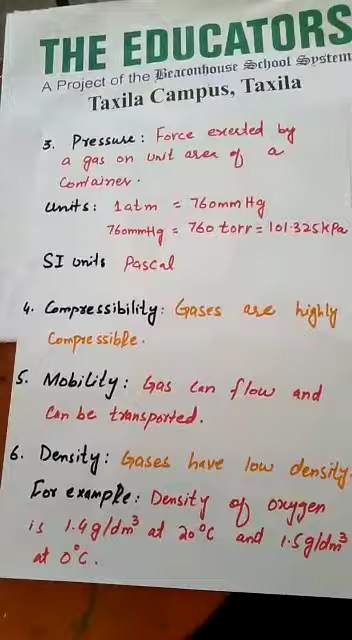 THE EDUCATORS
A Project of the Beaconhouse School System
Taxila Campus, Taxila
3. Pressure: Force exerted by
a gas on unit area of a
Container.
Units: 1atm = 760mmHg
760mmHg = 760 torr = 101.325kPa
SI units Pascal
4. Compressibility: Gases are highly
Compressible.
5. Mobility: Gas can flow and
Can be transported.
6. Density: Gases have low density.
For example: Density of oxygen
is 1.4g/dm³ at 20°C and 1.5g/dm³
at 0°C.